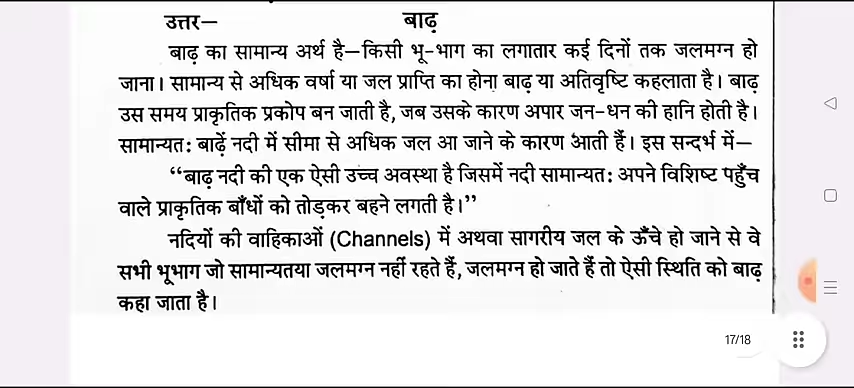 उत्तर—
बाढ़
बाढ़ का सामान्य अर्थ है—किसी भू-भाग का लगातार कई दिनों तक जलमग्न हो
जाना। सामान्य से अधिक वर्षा या जल प्राप्ति का होना बाढ़ या अतिवृष्टि कहलाता है। बाढ़
उस समय प्राकृतिक प्रकोप बन जाती है, जब उसके कारण अपार जन-धन की हानि होती है।
सामान्यतः बाढ़ें नदी में सीमा से अधिक जल आ जाने के कारण आती हैं। इस सन्दर्भ में—
“बाढ़ नदी की एक ऐसी उच्च अवस्था है जिसमें नदी सामान्यतः अपने विशिष्ट पहुँच
वाले प्राकृतिक बाँधों को तोड़कर बहने लगती है।”
नदियों की वाहिकाओं (Channels) में अथवा सागरीय जल के ऊँचे हो जाने से वे
सभी भूभाग जो सामान्यतया जलमग्न नहीं रहते हैं, जलमग्न हो जाते हैं तो ऐसी स्थिति को बाढ़
कहा जाता है।
17/18